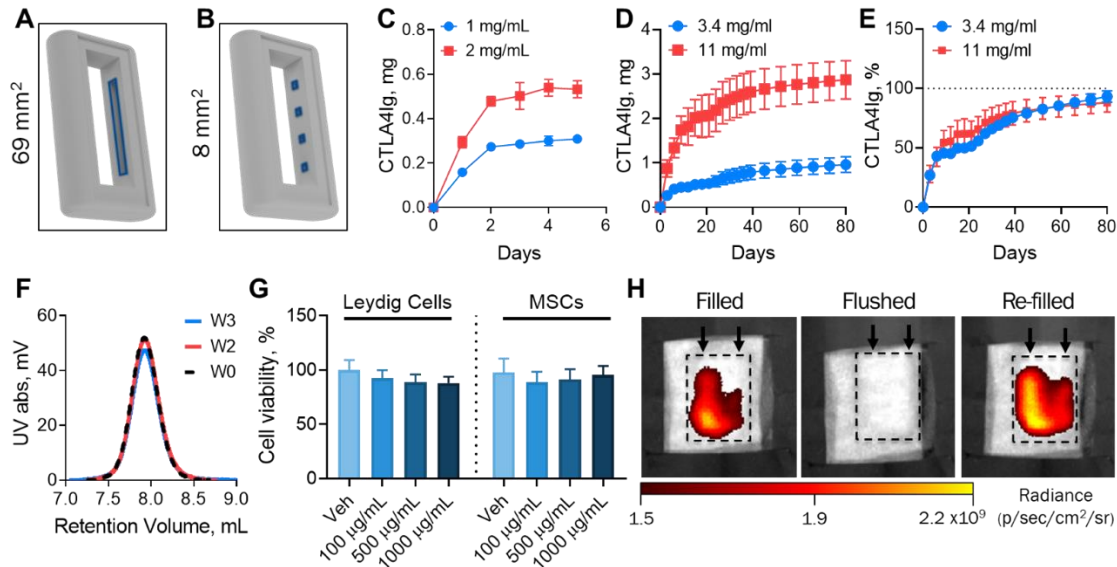 A
69 mm²
B
8 mm²
C
1 mg/mL
2 mg/mL
CTLA4Ig, mg
0.8
0.6
0.4
0.2
0.0
0 2 4 6
Days
D
3.4 mg/ml
11 mg/ml
CTLA4Ig, mg
4
3
2
1
0
0 20 40 60 80
Days
E
3.4 mg/ml
11 mg/ml
CTLA4Ig, %
150
100
50
0
0 20 40 60 80
Days
F
W3
W2
W0
UV abs, mV
60
40
20
0
7.0 7.5 8.0 8.5 9.0
Retention Volume, mL
G
Leydig Cells MSCs
Cell viability, %
150
100
50
0
Veh
100 µg/mL
500 µg/mL
1000 µg/mL
Veh
100 µg/mL
500 µg/mL
1000 µg/mL
H
Filled Flushed Re-filled
1.5 1.9 2.2 x10⁹
Radiance
(p/sec/cm²/sr)